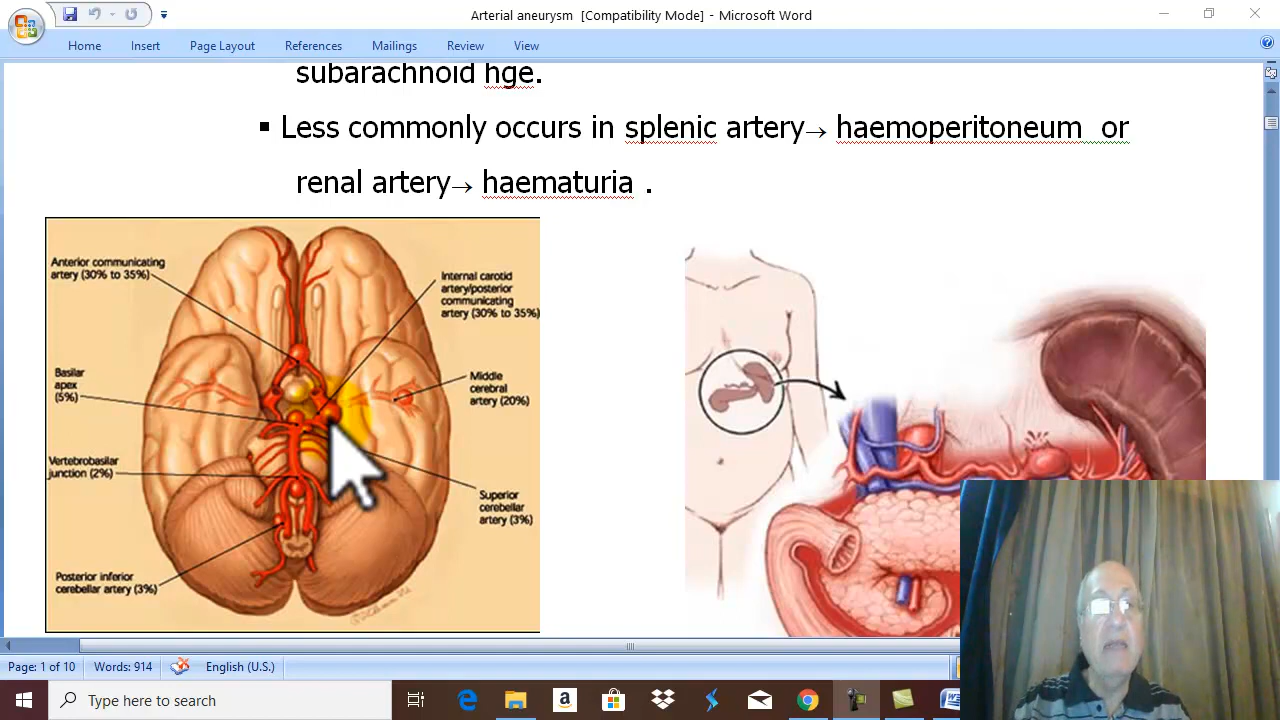 Arterial aneurysm [Compatibility Mode] - Microsoft Word
Home Insert Page Layout References Mailings Review View
subarachnoid hge.
▪ Less commonly occurs in splenic artery→ haemoperitoneum or
renal artery→ haematuria .
Anterior communicating
artery (30% to 35%)
Internal carotid
artery/posterior
communicating
artery (30% to 35%)
Basilar
apex
(5%)
Middle
cerebral
artery (20%)
Vertebrobasilar
junction (2%)
Superior
cerebellar
artery (3%)
Posterior inferior
cerebellar artery (3%)
Page: 1 of 10 Words: 914 English (U.S.)
Type here to search